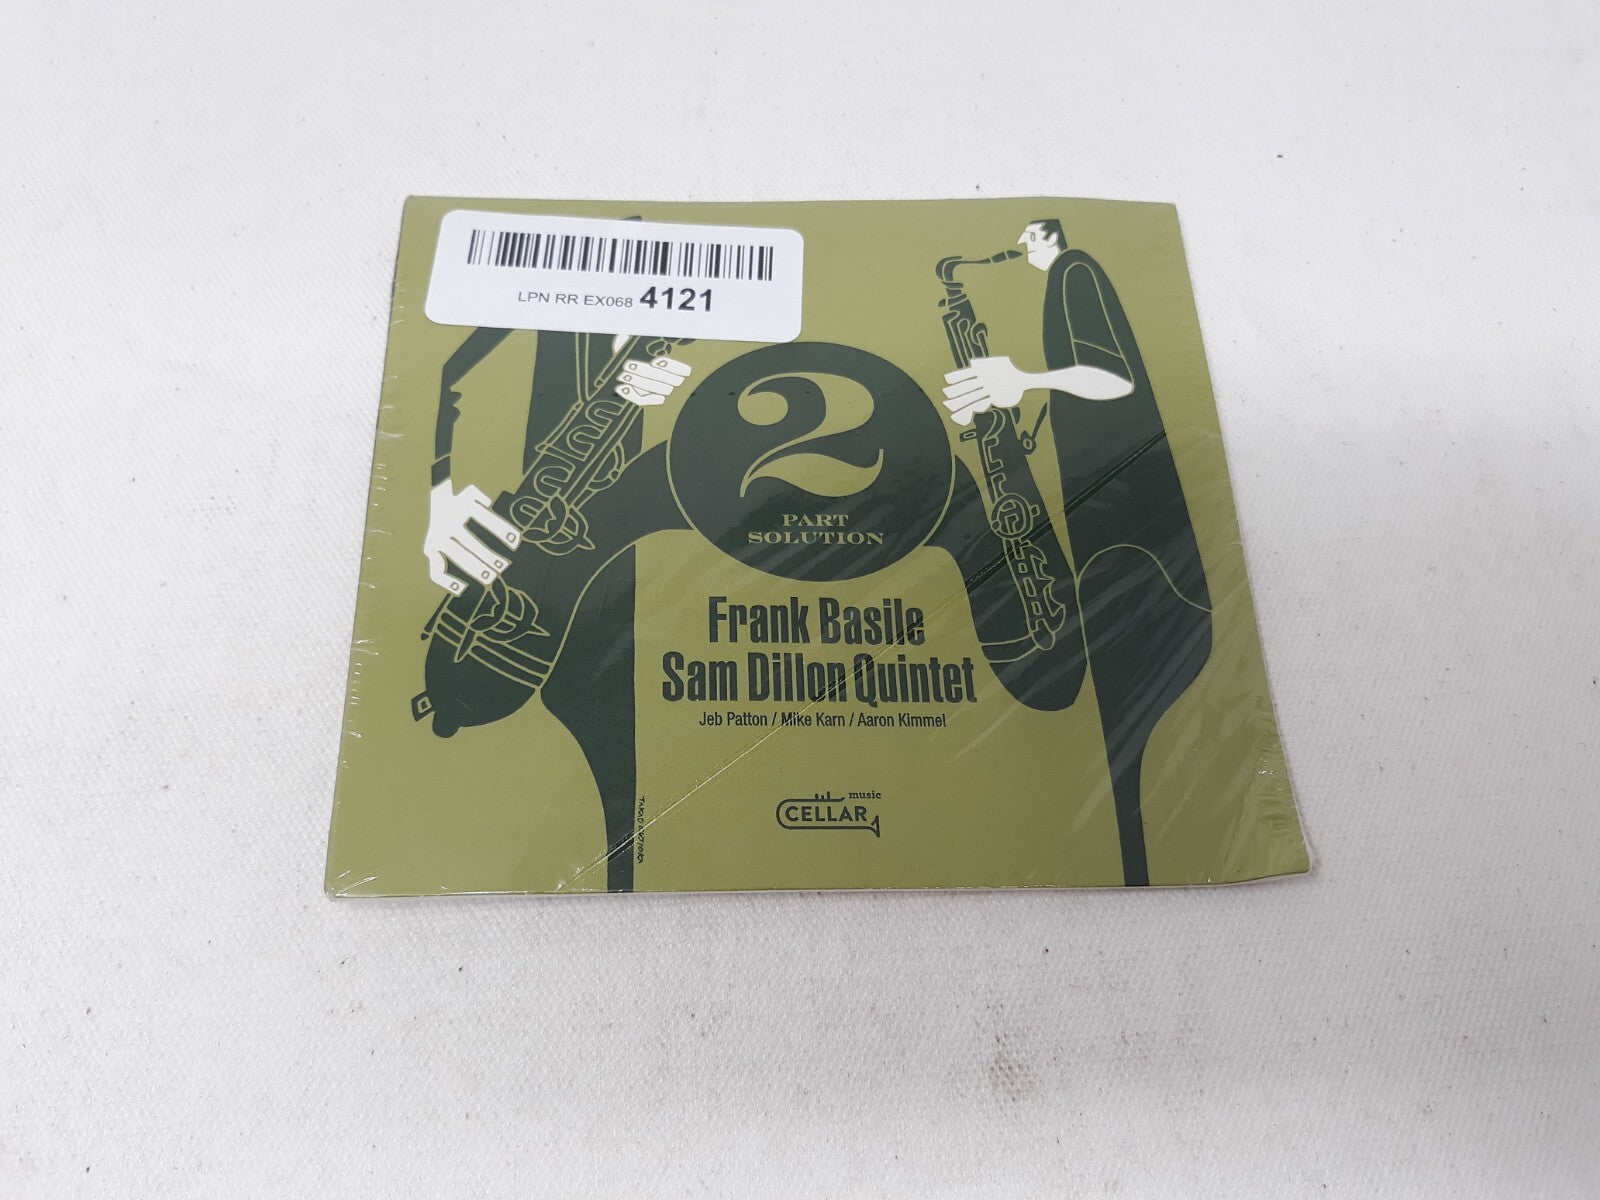 LPN RR EX068 4121
2
PART
SOLUTION
Frank Basile
Sam Dillon Quintet
Jeb Patton / Mike Karn / Aaron Kimmel
music
CELLAR